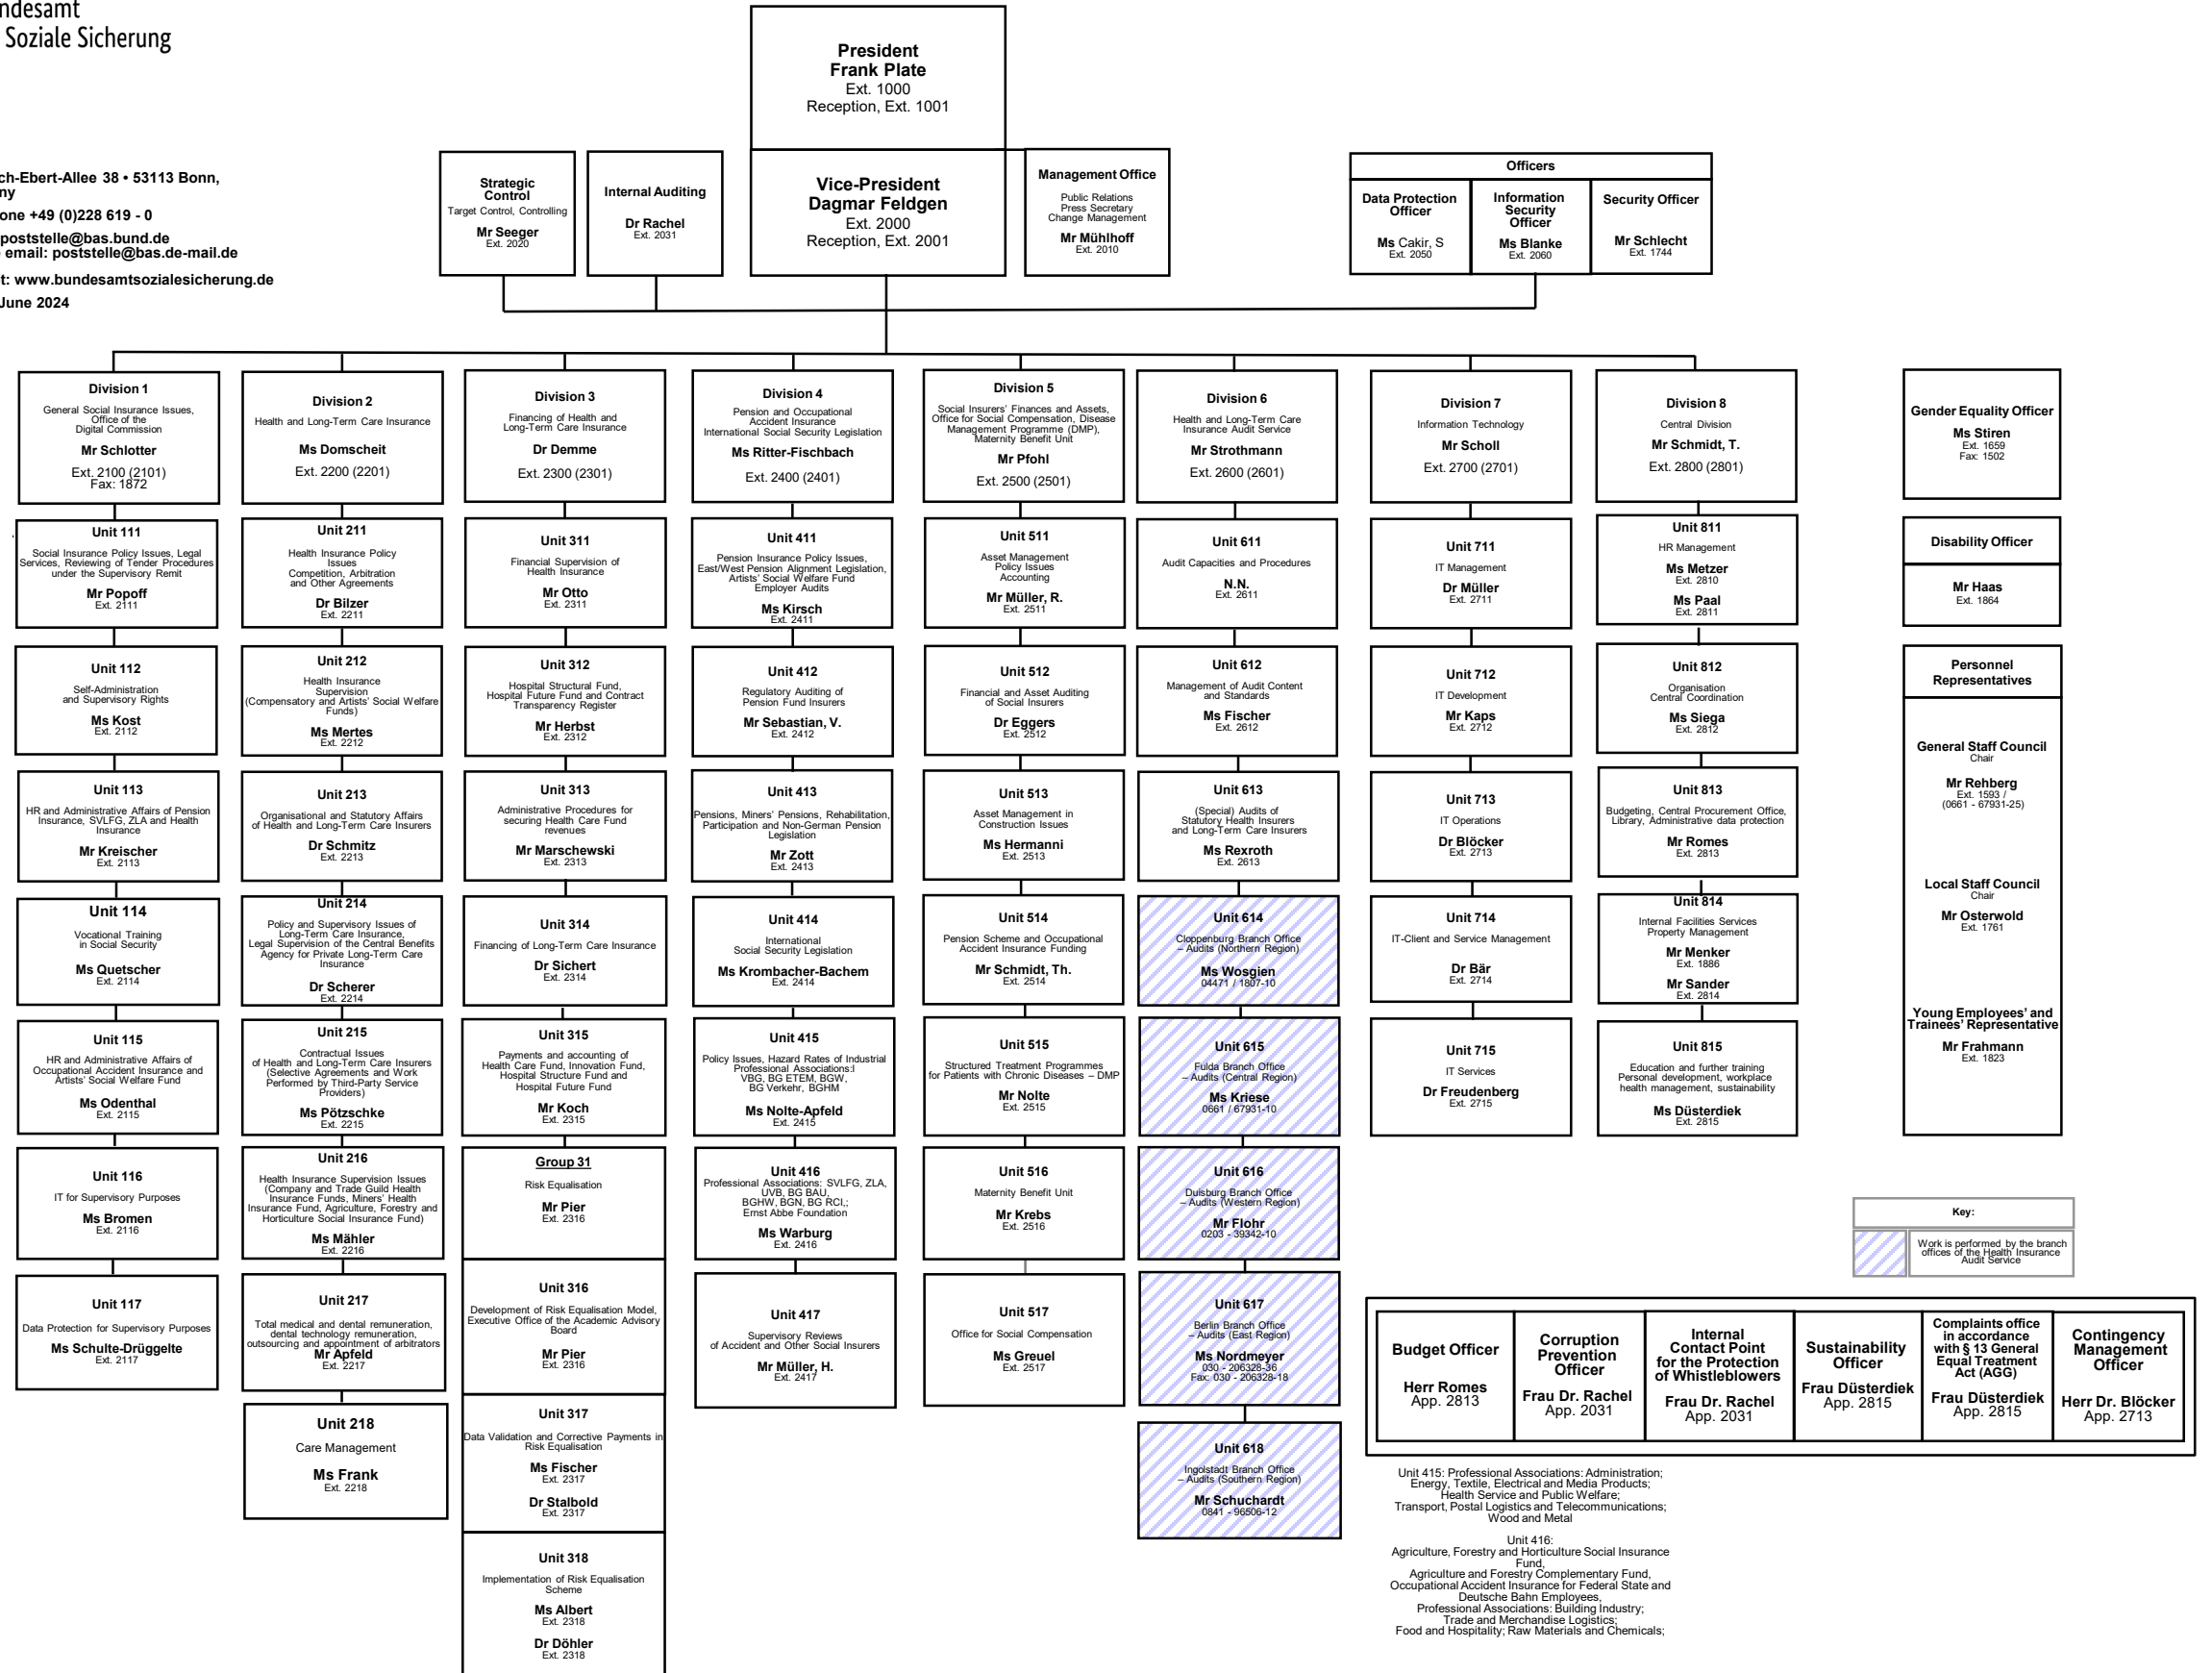 ndesamt
Soziale Sicherung
ch-Ebert-Allee 38 • 53113 Bonn,
ny
one +49 (0)228 619 - 0
poststelle@bas.bund.de
email: poststelle@bas.de-mail.de
t: www.bundesamtsozialesicherung.de
June 2024
President
Frank Plate
Ext. 1000
Reception, Ext. 1001
Strategic
Control
Target Control, Controlling
Mr Seeger
Ext. 2020
Internal Auditing
Dr Rachel
Ext. 2031
Vice-President
Dagmar Feldgen
Ext. 2000
Reception, Ext. 2001
Management Office
Public Relations
Press Secretary
Change Management
Mr Mühlhoff
Ext. 2010
Officers
Data Protection
Officer
Ms Cakir, S
Ext. 2050
Information
Security
Officer
Ms Blanke
Ext. 2060
Security Officer
Mr Schlecht
Ext. 1744
Division 1
General Social Insurance Issues,
Office of the
Digital Commission
Mr Schlotter
Ext. 2100 (2101)
Fax: 1872
Unit 111
Social Insurance Policy Issues, Legal
Services, Reviewing of Tender Procedures
under the Supervisory Remit
Mr Popoff
Ext. 2111
Unit 112
Self-Administration
and Supervisory Rights
Ms Kost
Ext. 2112
Unit 113
HR and Administrative Affairs of Pension
Insurance, SVLFG, ZLA and Health
Insurance
Mr Kreischer
Ext. 2113
Unit 114
Vocational Training
in Social Security
Ms Quetscher
Ext. 2114
Unit 115
HR and Administrative Affairs of
Occupational Accident Insurance and
Artists' Social Welfare Fund
Ms Odenthal
Ext. 2115
Unit 116
IT for Supervisory Purposes
Ms Bromen
Ext. 2116
Unit 117
Data Protection for Supervisory Purposes
Ms Schulte-Drüggelte
Ext. 2117
Division 2
Health and Long-Term Care Insurance
Ms Domscheit
Ext. 2200 (2201)
Unit 211
Health Insurance Policy
Issues
Competition, Arbitration
and Other Agreements
Dr Bilzer
Ext. 2211
Unit 212
Health Insurance
Supervision
(Compensatory and Artists' Social Welfare
Funds)
Ms Mertes
Ext. 2212
Unit 213
Organisational and Statutory Affairs
of Health and Long-Term Care Insurers
Dr Schmitz
Ext. 2213
Unit 214
Policy and Supervisory Issues of
Long-Term Care Insurance,
Legal Supervision of the Central Benefits
Agency for Private Long-Term Care
Insurance
Dr Scherer
Ext. 2214
Unit 215
Contractual Issues
of Health and Long-Term Care Insurers
(Selective Agreements and Work
Performed by Third-Party Service
Providers)
Ms Pötzschke
Ext. 2215
Unit 216
Health Insurance Supervision Issues
(Company and Trade Guild Health
Insurance Funds, Miners' Health
Insurance Fund, Agriculture, Forestry and
Horticulture Social Insurance Fund)
Ms Mähler
Ext. 2216
Unit 217
Total medical and dental remuneration,
dental technology remuneration,
outsourcing and appointment of arbitrators
Mr Apfeld
Ext. 2217
Unit 218
Care Management
Ms Frank
Ext. 2218
Division 3
Financing of Health and
Long-Term Care Insurance
Dr Demme
Ext. 2300 (2301)
Unit 311
Financial Supervision of
Health Insurance
Mr Otto
Ext. 2311
Unit 312
Hospital Structural Fund,
Hospital Future Fund and Contract
Transparency Register
Mr Herbst
Ext. 2312
Unit 313
Administrative Procedures for
securing Health Care Fund
revenues
Mr Marschewski
Ext. 2313
Unit 314
Financing of Long-Term Care Insurance
Dr Sichert
Ext. 2314
Unit 315
Payments and accounting of
Health Care Fund, Innovation Fund,
Hospital Structure Fund and
Hospital Future Fund
Mr Koch
Ext. 2315
Group 31
Risk Equalisation
Mr Pier
Ext. 2316
Unit 316
Development of Risk Equalisation Model,
Executive Office of the Academic Advisory
Board
Mr Pier
Ext. 2316
Unit 317
Data Validation and Corrective Payments in
Risk Equalisation
Ms Fischer
Ext. 2317
Dr Stalbold
Ext. 2317
Unit 318
Implementation of Risk Equalisation
Scheme
Ms Albert
Ext. 2318
Dr Döhler
Ext. 2318
Division 4
Pension and Occupational
Accident Insurance
International Social Security Legislation
Ms Ritter-Fischbach
Ext. 2400 (2401)
Unit 411
Pension Insurance Policy Issues,
East/West Pension Alignment Legislation,
Artists' Social Welfare Fund
Employer Audits
Ms Kirsch
Ext. 2411
Unit 412
Regulatory Auditing of
Pension Fund Insurers
Mr Sebastian, V.
Ext. 2412
Unit 413
Pensions, Miners' Pensions, Rehabilitation,
Participation and Non-German Pension
Legislation
Mr Zott
Ext. 2413
Unit 414
International
Social Security Legislation
Ms Krombacher-Bachem
Ext. 2414
Unit 415
Policy Issues, Hazard Rates of Industrial
Professional Associations:l
VBG, BG ETEM, BGW,
BG Verkehr, BGHM
Ms Nolte-Apfeld
Ext. 2415
Unit 416
Professional Associations: SVLFG, ZLA,
UVB, BG BAU,
BGHW, BGN, BG RCI,;
Ernst Abbe Foundation
Ms Warburg
Ext. 2416
Unit 417
Supervisory Reviews
of Accident and Other Social Insurers
Mr Müller, H.
Ext. 2417
Division 5
Social Insurers' Finances and Assets,
Office for Social Compensation, Disease
Management Programme (DMP),
Maternity Benefit Unit
Mr Pfohl
Ext. 2500 (2501)
Unit 511
Asset Management
Policy Issues
Accounting
Mr Müller, R.
Ext. 2511
Unit 512
Financial and Asset Auditing
of Social Insurers
Dr Eggers
Ext. 2512
Unit 513
Asset Management in
Construction Issues
Ms Hermanni
Ext. 2513
Unit 514
Pension Scheme and Occupational
Accident Insurance Funding
Mr Schmidt, Th.
Ext. 2514
Unit 515
Structured Treatment Programmes
for Patients with Chronic Diseases – DMP
Mr Nolte
Ext. 2515
Unit 516
Maternity Benefit Unit
Mr Krebs
Ext. 2516
Unit 517
Office for Social Compensation
Ms Greuel
Ext. 2517
Division 6
Health and Long-Term Care
Insurance Audit Service
Mr Strothmann
Ext. 2600 (2601)
Unit 611
Audit Capacities and Procedures
N.N.
Ext. 2611
Unit 612
Management of Audit Content
and Standards
Ms Fischer
Ext. 2612
Unit 613
(Special) Audits of
Statutory Health Insurers
and Long-Term Care Insurers
Ms Rexroth
Ext. 2613
Unit 614
Cloppenburg Branch Office
– Audits (Northern Region)
Ms Wosgien
04471 / 1807-10
Unit 615
Fulda Branch Office
– Audits (Central Region)
Ms Kriese
0661 / 67931-10
Unit 616
Duisburg Branch Office
– Audits (Western Region)
Mr Flohr
0203 - 39342-10
Unit 617
Berlin Branch Office
– Audits (East Region)
Ms Nordmeyer
030 - 206328-36
Fax: 030 - 206328-18
Unit 618
Ingolstadt Branch Office
– Audits (Southern Region)
Mr Schuchardt
0841 - 96506-12
Division 7
Information Technology
Mr Scholl
Ext. 2700 (2701)
Unit 711
IT Management
Dr Müller
Ext. 2711
Unit 712
IT Development
Mr Kaps
Ext. 2712
Unit 713
IT Operations
Dr Blöcker
Ext. 2713
Unit 714
IT-Client and Service Management
Dr Bär
Ext. 2714
Unit 715
IT Services
Dr Freudenberg
Ext. 2715
Division 8
Central Division
Mr Schmidt, T.
Ext. 2800 (2801)
Unit 811
HR Management
Ms Metzer
Ext. 2810
Ms Paal
Ext. 2811
Unit 812
Organisation
Central Coordination
Ms Siega
Ext. 2812
Unit 813
Budgeting, Central Procurement Office,
Library, Administrative data protection
Mr Romes
Ext. 2813
Unit 814
Internal Facilities Services
Property Management
Mr Menker
Ext. 1886
Mr Sander
Ext. 2814
Unit 815
Education and further training
Personal development, workplace
health management, sustainability
Ms Düsterdiek
Ext. 2815
Gender Equality Officer
Ms Stiren
Ext. 1659
Fax: 1502
Disability Officer
Mr Haas
Ext. 1864
Personnel
Representatives
General Staff Council
Chair
Mr Rehberg
Ext. 1593 /
(0661 - 67931-25)
Local Staff Council
Chair
Mr Osterwold
Ext. 1761
Young Employees' and
Trainees' Representative
Mr Frahmann
Ext. 1823
Key:
Work is performed by the branch
offices of the Health Insurance
Audit Service
Budget Officer
Herr Romes
App. 2813
Corruption
Prevention
Officer
Frau Dr. Rachel
App. 2031
Internal
Contact Point
for the Protection
of Whistleblowers
Frau Dr. Rachel
App. 2031
Sustainability
Officer
Frau Düsterdiek
App. 2815
Complaints office
in accordance
with § 13 General
Equal Treatment
Act (AGG)
Frau Düsterdiek
App. 2815
Contingency
Management
Officer
Herr Dr. Blöcker
App. 2713
Unit 415: Professional Associations: Administration;
Energy, Textile, Electrical and Media Products;
Health Service and Public Welfare;
Transport, Postal Logistics and Telecommunications;
Wood and Metal
Unit 416:
Agriculture, Forestry and Horticulture Social Insurance
Fund,
Agriculture and Forestry Complementary Fund,
Occupational Accident Insurance for Federal State and
Deutsche Bahn Employees,
Professional Associations: Building Industry;
Trade and Merchandise Logistics;
Food and Hospitality; Raw Materials and Chemicals;